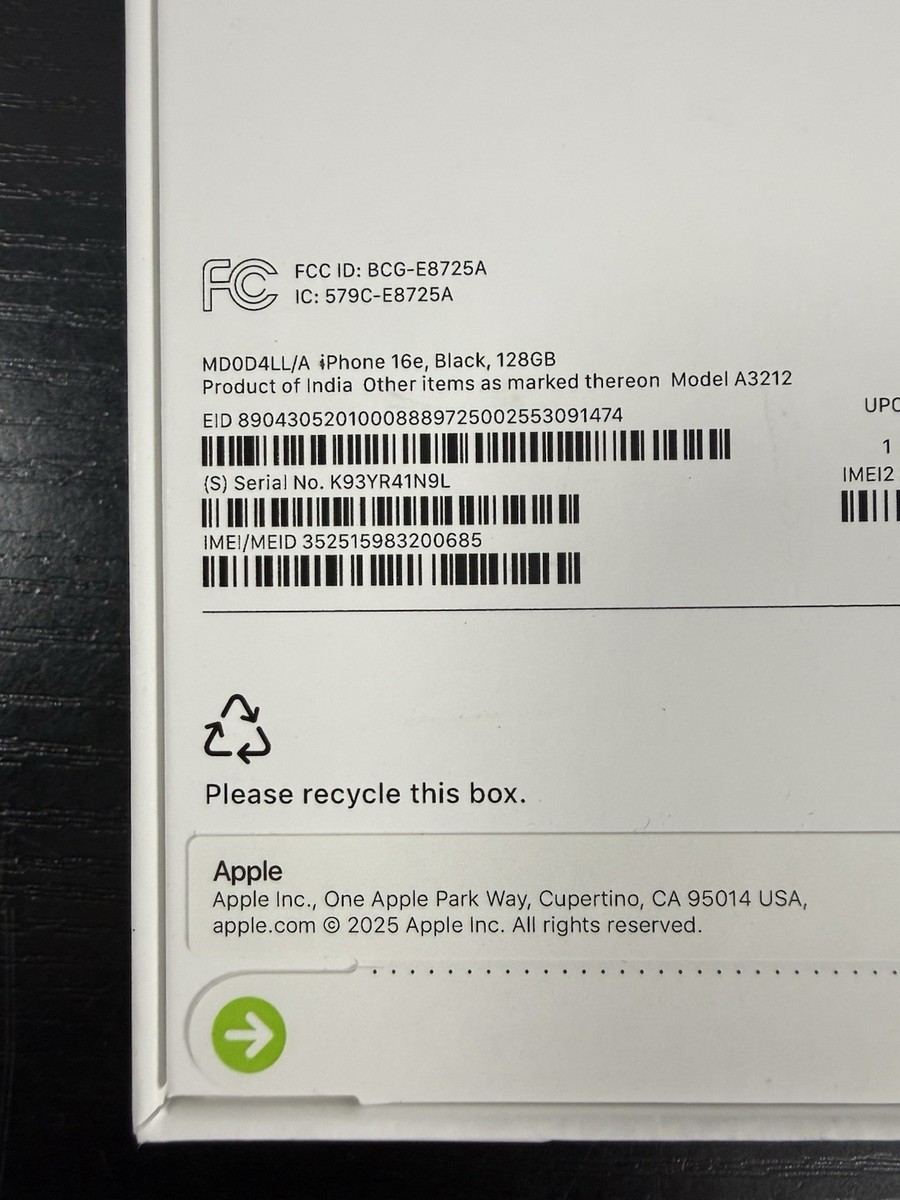 FC
FCC ID: BCG-E8725A
IC: 579C-E8725A
MD0D4LL/A iPhone 16e, Black, 128GB
Product of India Other items as marked thereon Model A3212
EID 89043052010008889725002553091474
(S) Serial No. K93YR41N9L
IMEI/MEID 352515983200685
UPC
1
IMEI2
Please recycle this box.
Apple
Apple Inc., One Apple Park Way, Cupertino, CA 95014 USA,
apple.com © 2025 Apple Inc. All rights reserved.